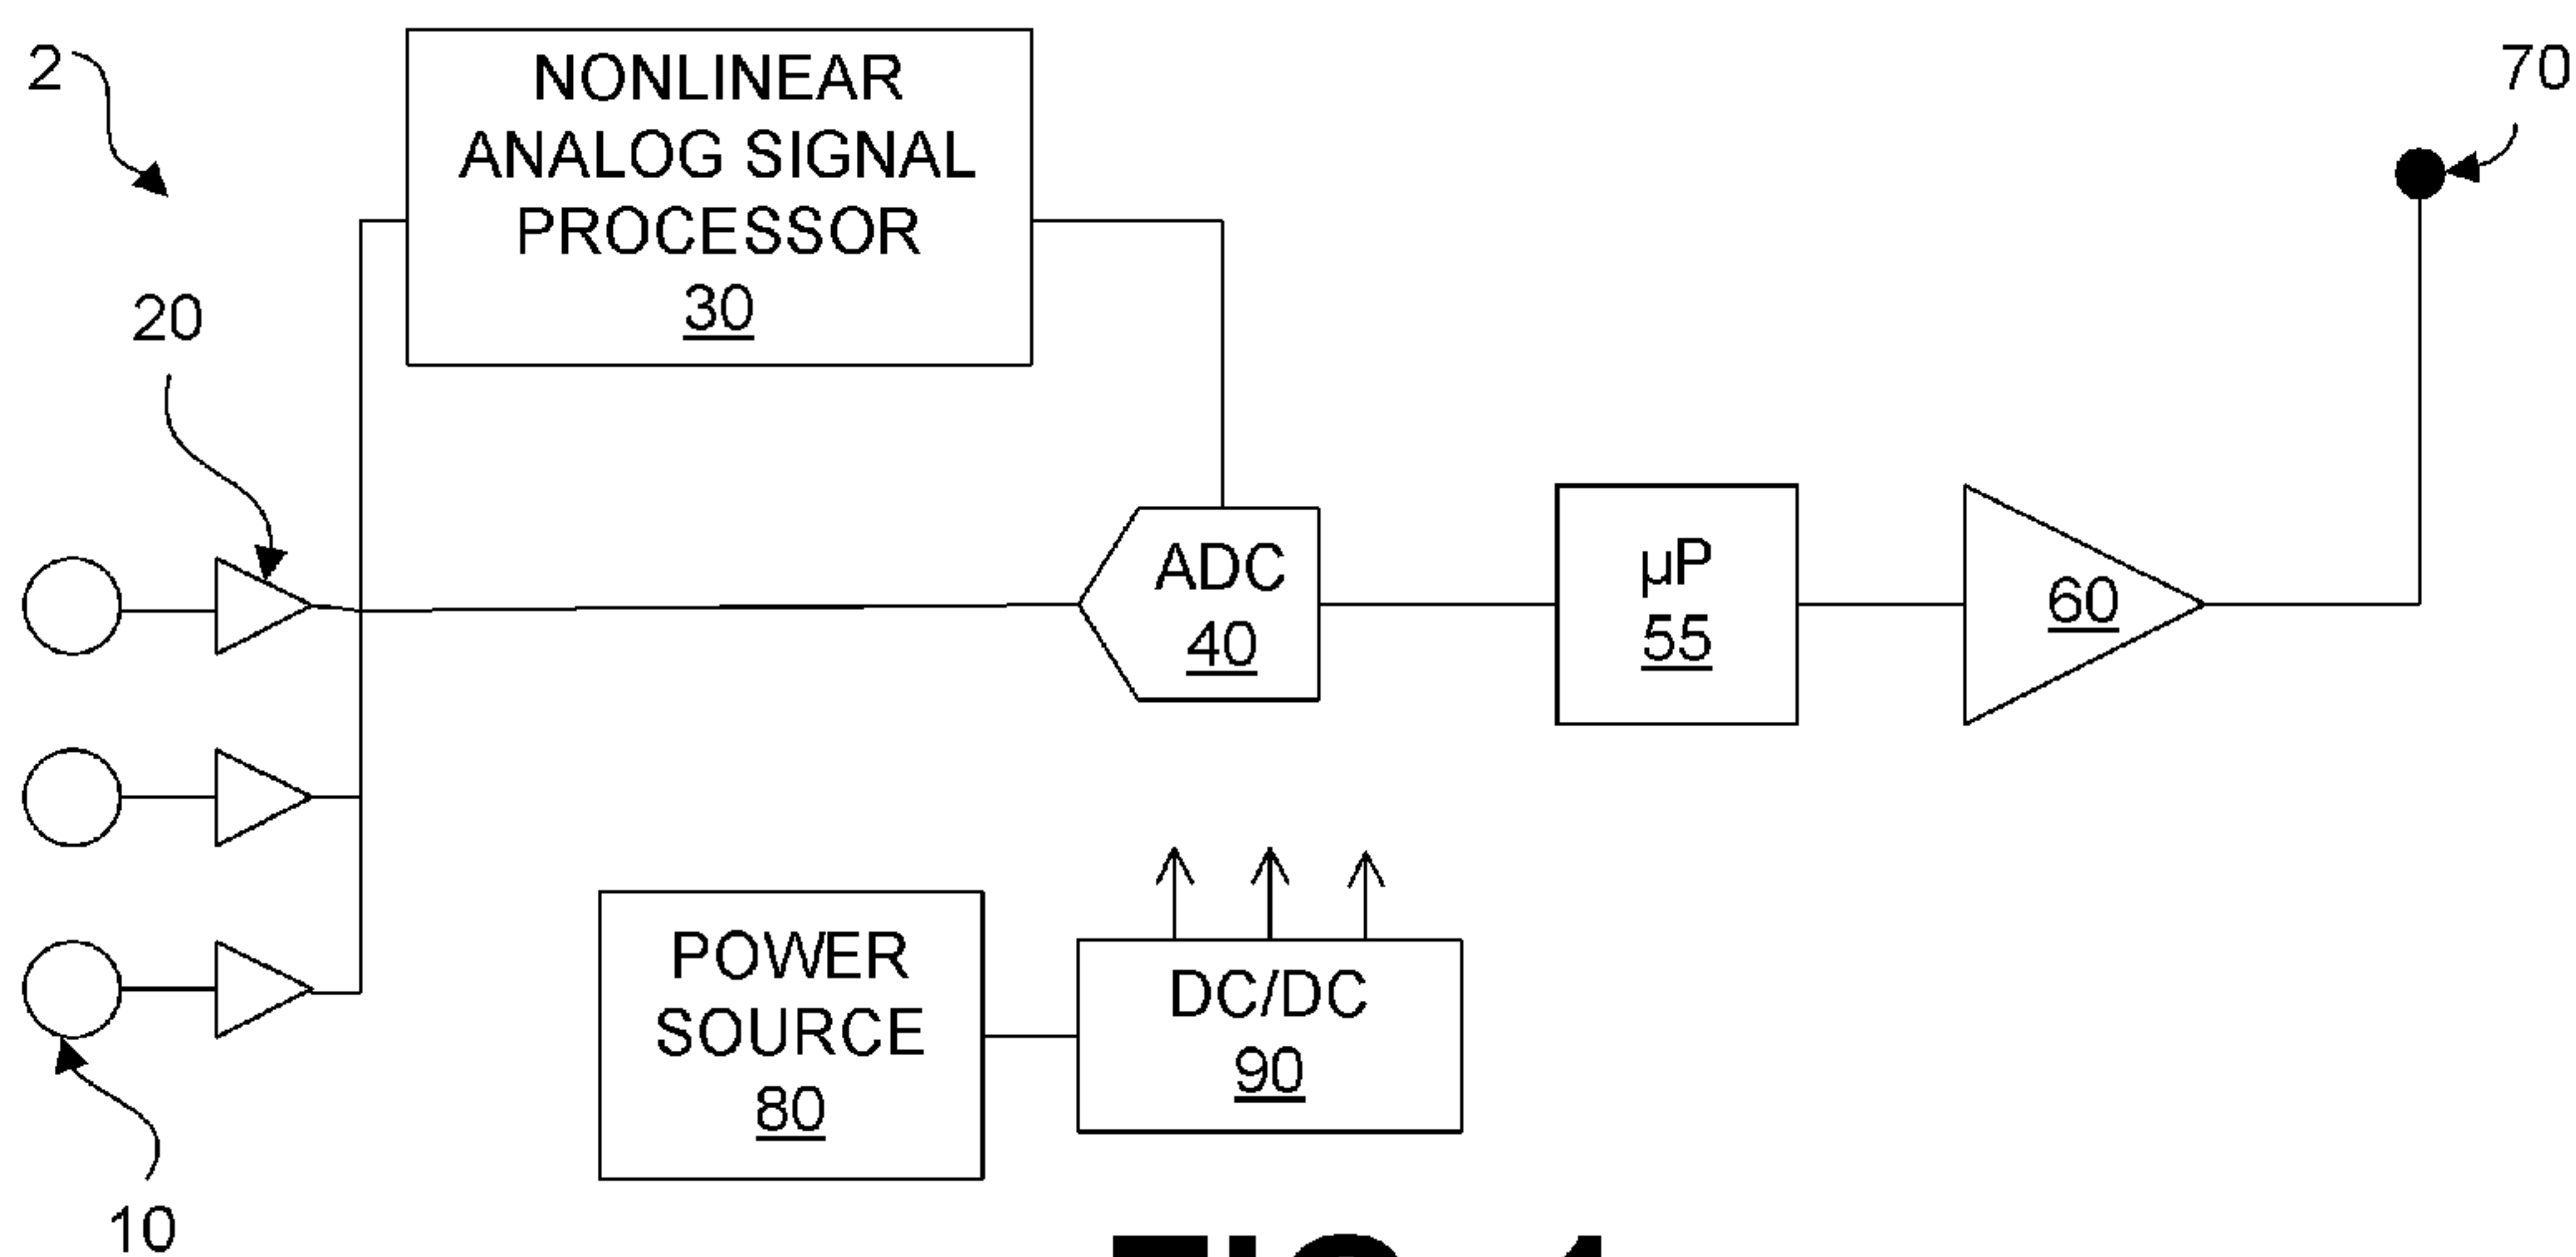 2
NONLINEAR
ANALOG SIGNAL
PROCESSOR
30
70
20
ADC
40
µP
55
60
POWER
SOURCE
80
DC/DC
90
10